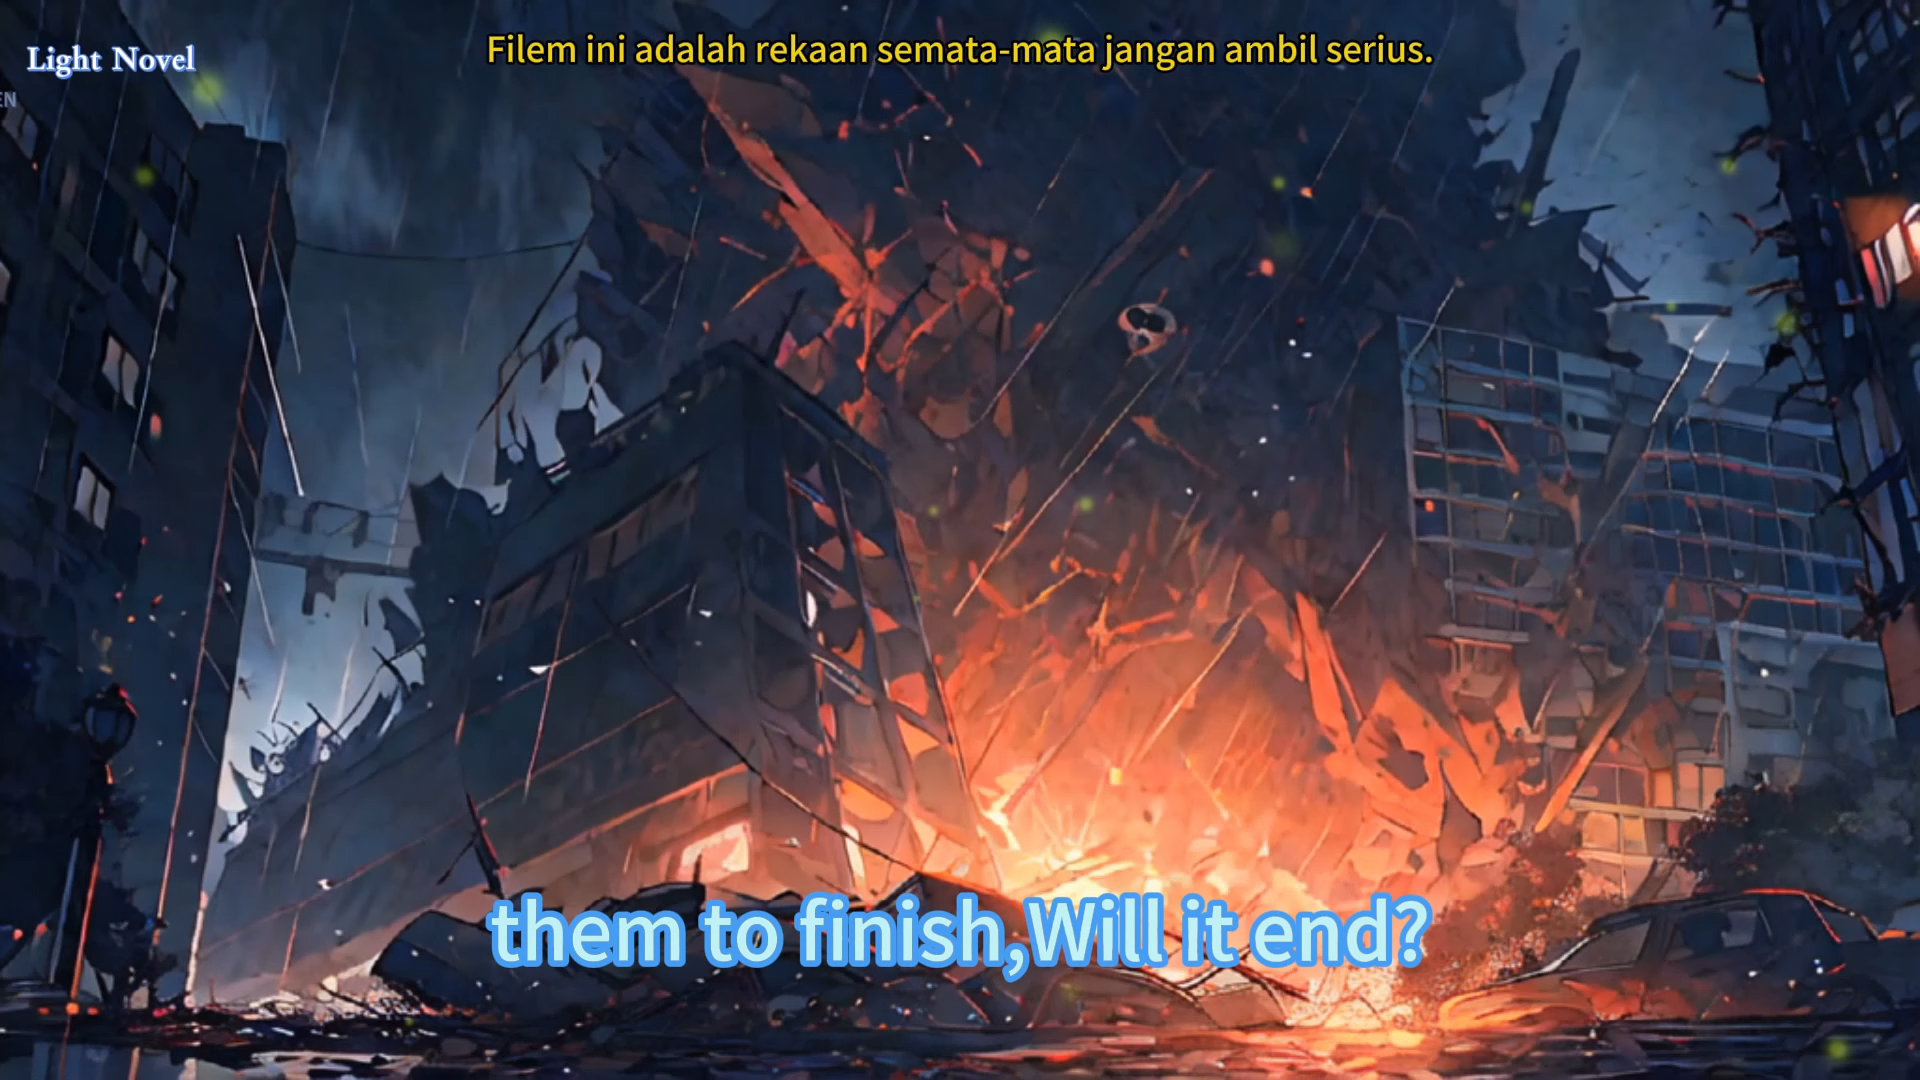 Filem ini adalah rekaan semata-mata jangan ambil serius.
Light Novel
EN
them to finish,Will it end?